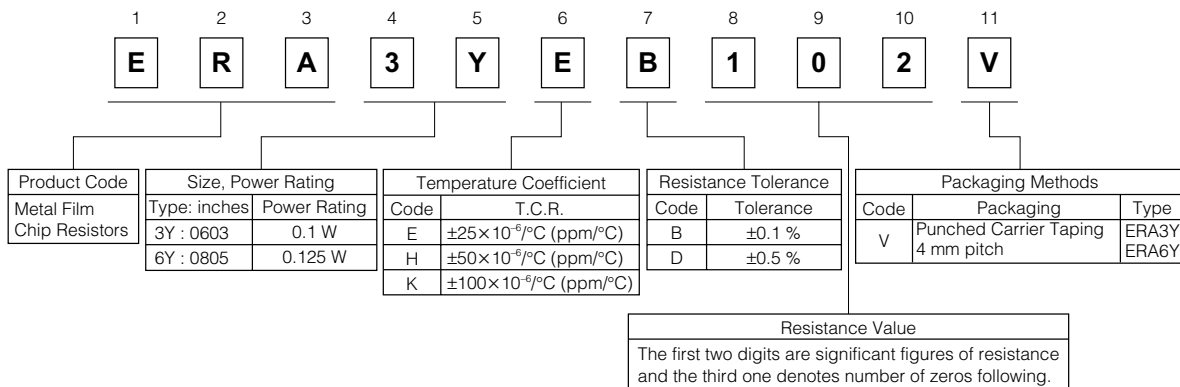 1 2 3 4 5 6 7 8 9 10 11
E R A 3 Y E B 1 0 2 V
Product Code
Metal Film
Chip Resistors
Size, Power Rating
Type: inches Power Rating
3Y : 0603 0.1 W
6Y : 0805 0.125 W
Temperature Coefficient
Code T.C.R.
E ±25×10⁻⁶/°C (ppm/°C)
H ±50×10⁻⁶/°C (ppm/°C)
K ±100×10⁻⁶/°C (ppm/°C)
Resistance Tolerance
Code Tolerance
B ±0.1 %
D ±0.5 %
Packaging Methods
Code Packaging Type
V Punched Carrier Taping ERA3Y
4 mm pitch ERA6Y
Resistance Value
The first two digits are significant figures of resistance
and the third one denotes number of zeros following.